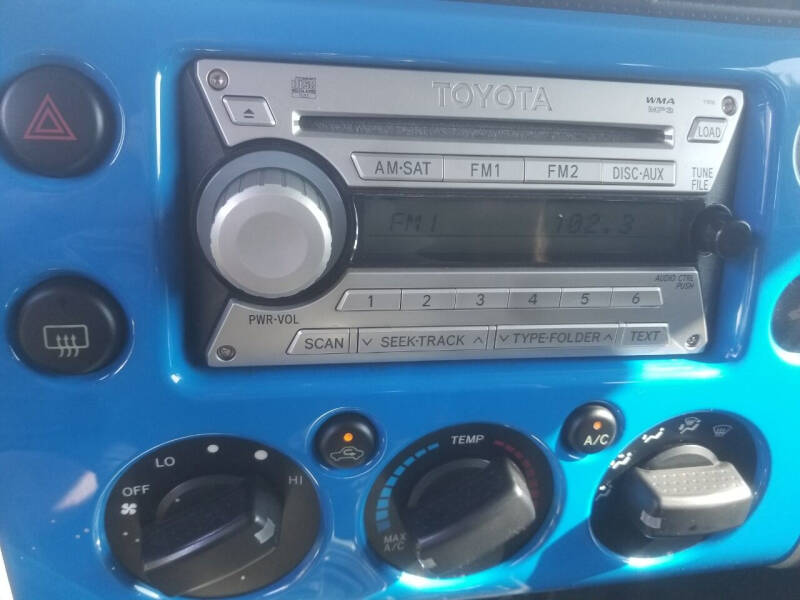 TOYOTA
WMA
MP3
LOAD
AM·SAT FM1 FM2 DISC·AUX
TUNE
FILE
FM1 102.3
AUDIO CTRL
PUSH
1 2 3 4 5 6
PWR·VOL
SCAN ∨ SEEK·TRACK ∧ ∨ TYPE·FOLDER ∧ TEXT
OFF LO HI
TEMP
MAX
A/C
A/C